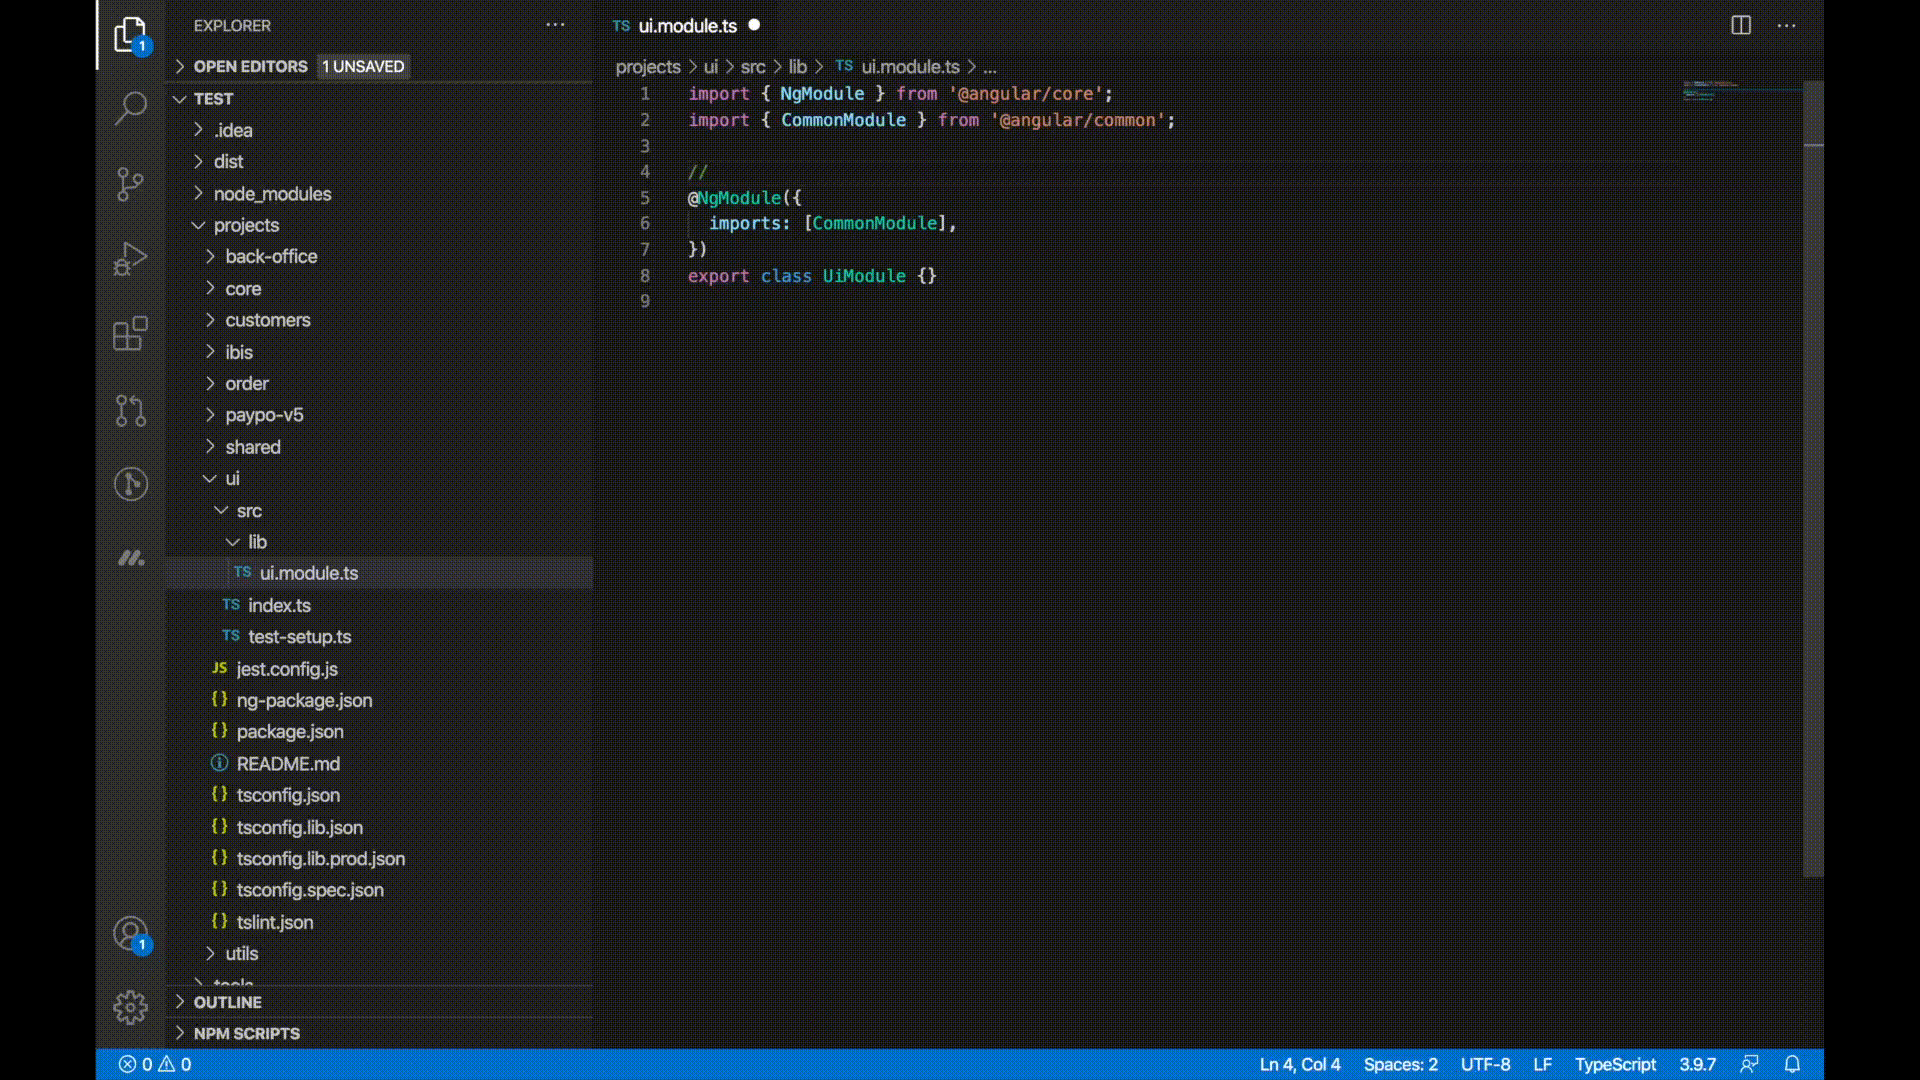 EXPLORER
OPEN EDITORS 1 UNSAVED
TEST
.idea
dist
node_modules
projects
back-office
core
customers
ibis
order
paypo-v5
shared
ui
src
lib
TS ui.module.ts
TS index.ts
TS test-setup.ts
JS jest.config.js
{} ng-package.json
{} package.json
README.md
{} tsconfig.json
{} tsconfig.lib.json
{} tsconfig.lib.prod.json
{} tsconfig.spec.json
{} tslint.json
utils
tools
OUTLINE
NPM SCRIPTS
1
1
TS ui.module.ts
projects > ui > src > lib > TS ui.module.ts > ...
1 import { NgModule } from '@angular/core';
2 import { CommonModule } from '@angular/common';
3
4 //
5 @NgModule({
6 imports: [CommonModule],
7 })
8 export class UiModule {}
9
0 0 Ln 4, Col 4 Spaces: 2 UTF-8 LF TypeScript 3.9.7